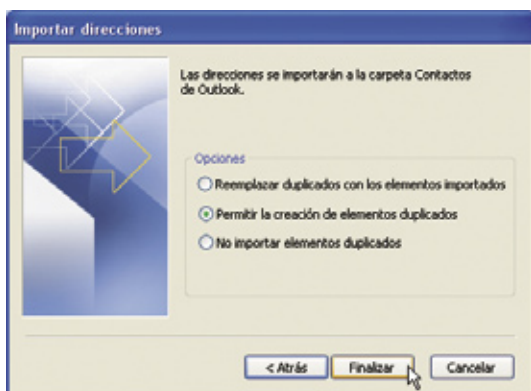 Importar direcciones
Las direcciones se importarán a la carpeta Contactos
de Outlook.
Opciones
Reemplazar duplicados con los elementos importados
Permitir la creación de elementos duplicados
No importar elementos duplicados
< Atrás Finalizar Cancelar